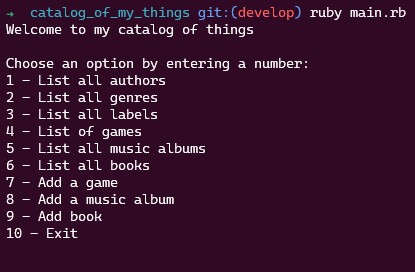 → catalog_of_my_things git:(develop) ruby main.rb
Welcome to my catalog of things
Choose an option by entering a number:
1 - List all authors
2 - List all genres
3 - List all labels
4 - List of games
5 - List all music albums
6 - List all books
7 - Add a game
8 - Add a music album
9 - Add book
10 - Exit